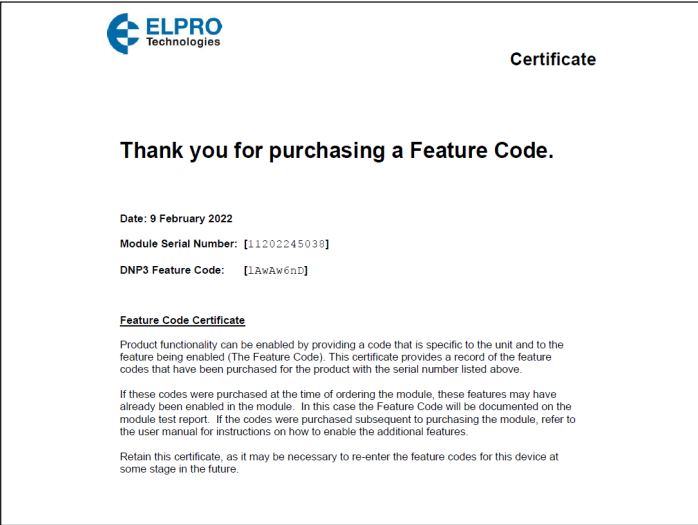 ELPRO
Technologies
Certificate
Thank you for purchasing a Feature Code.
Date: 9 February 2022
Module Serial Number: [11202245038]
DNP3 Feature Code: [lAwAw6nD]
Feature Code Certificate
Product functionality can be enabled by providing a code that is specific to the unit and to the
feature being enabled (The Feature Code). This certificate provides a record of the feature
codes that have been purchased for the product with the serial number listed above.
If these codes were purchased at the time of ordering the module, these features may have
already been enabled in the module. In this case the Feature Code will be documented on the
module test report. If the codes were purchased subsequent to purchasing the module, refer to
the user manual for instructions on how to enable the additional features.
Retain this certificate, as it may be necessary to re-enter the feature codes for this device at
some stage in the future.